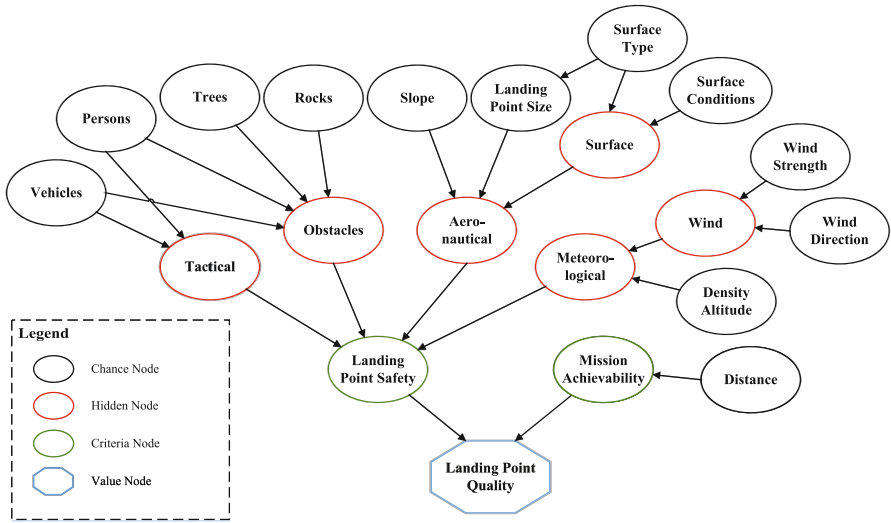 Surface
Type
Trees
Rocks
Slope
Landing
Point Size
Surface
Conditions
Persons
Surface
Wind
Strength
Vehicles
Obstacles
Aero-
nautical
Wind
Wind
Direction
Tactical
Meteoro-
logical
Density
Altitude
Legend
Chance Node
Hidden Node
Criteria Node
Value Node
Landing
Point Safety
Mission
Achievability
Distance
Landing Point
Quality